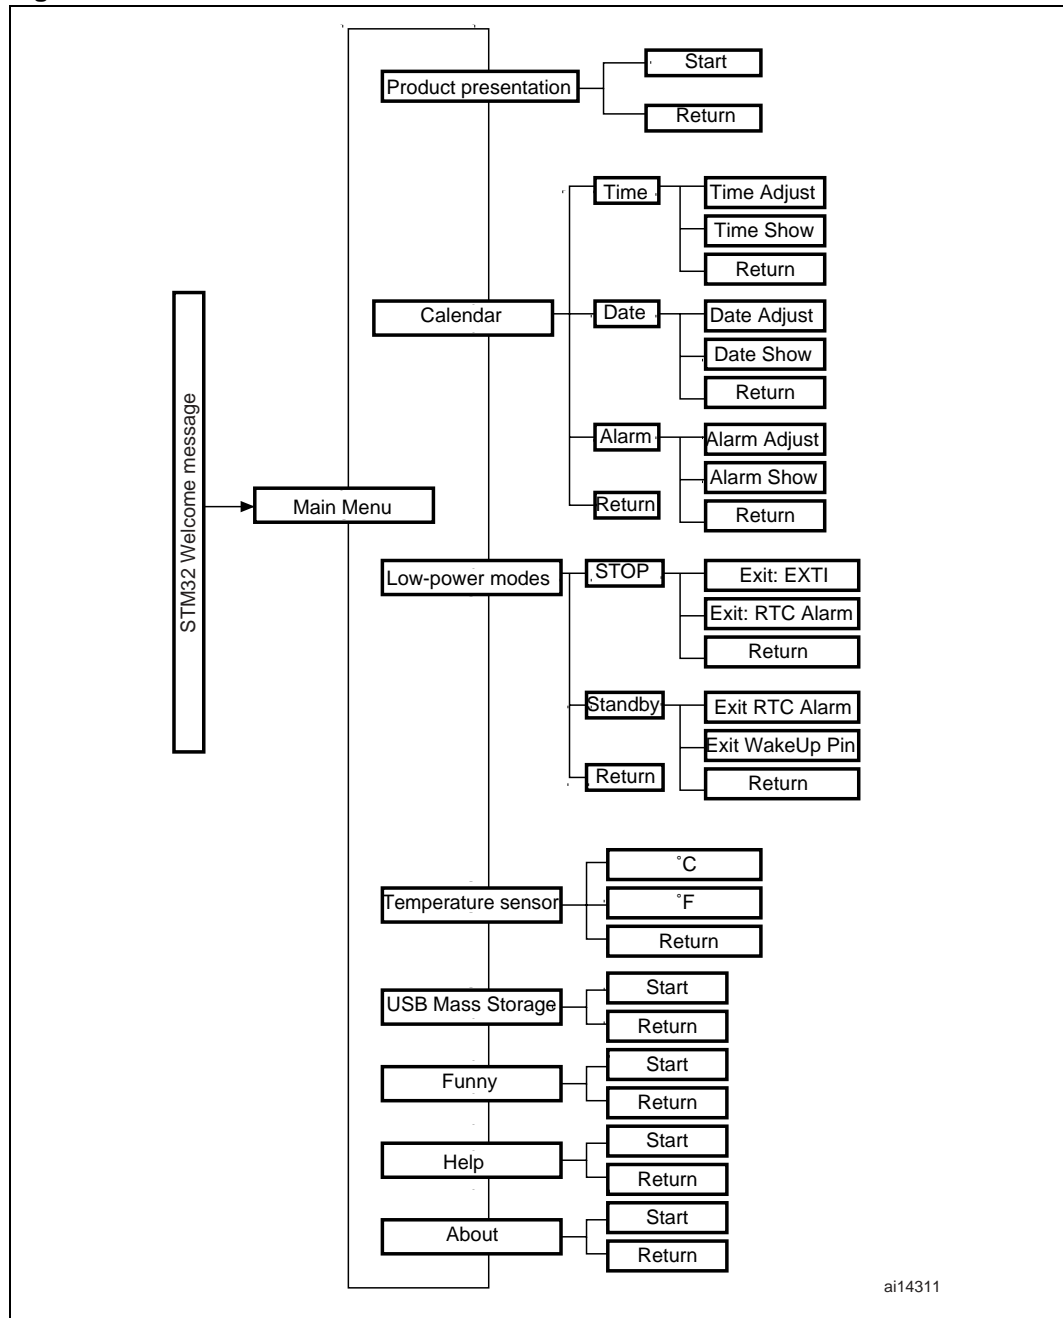 Product presentation
Start
Return
Calendar
Time
Time Adjust
Time Show
Return
Date
Date Adjust
Date Show
Return
Alarm
Alarm Adjust
Alarm Show
Return
Return
STM32 Welcome message
Main Menu
Low-power modes
STOP
Exit: EXTI
Exit: RTC Alarm
Return
Standby
Exit RTC Alarm
Exit WakeUp Pin
Return
Return
Temperature sensor
˚C
˚F
Return
USB Mass Storage
Start
Return
Funny
Start
Return
Help
Start
Return
About
Start
Return
ai14311